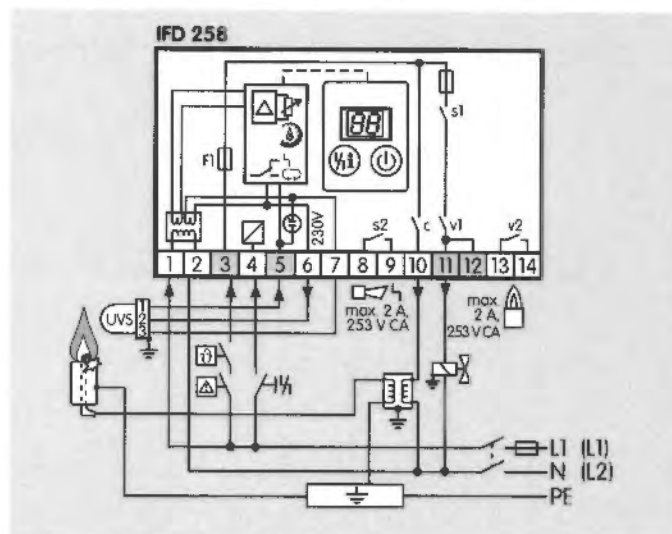 IFD 258
88
s1
F1
230V
s2
c
v1
v2
1 2 3 4 5 6 7 8 9 10 11 12 13 14
UVS
1
2
3
max.
2 A,
253 V CA
max.
2 A,
253 V CA
L1 (L1)
N (L2)
PE